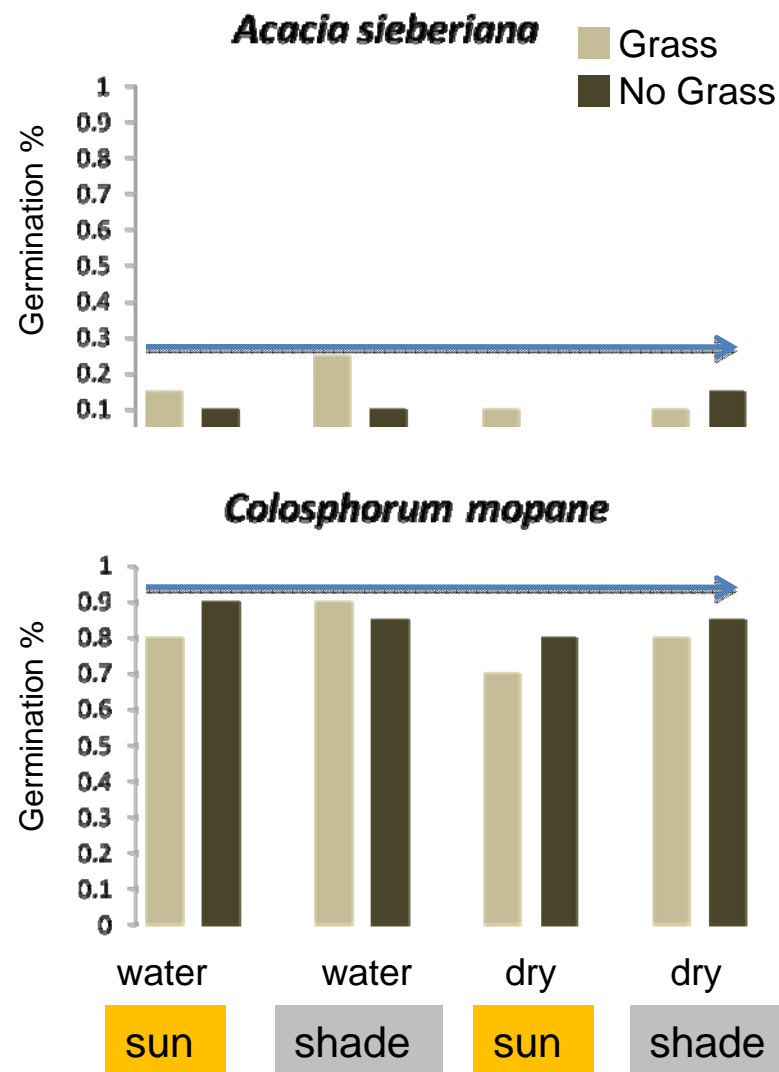 Acacia sieberiana
Grass
No Grass
Germination %
1
0.9
0.8
0.7
0.6
0.5
0.4
0.3
0.2
0.1
Colosphorum mopane
Germination %
1
0.9
0.8
0.7
0.6
0.5
0.4
0.3
0.2
0.1
0
water water dry dry
sun shade sun shade